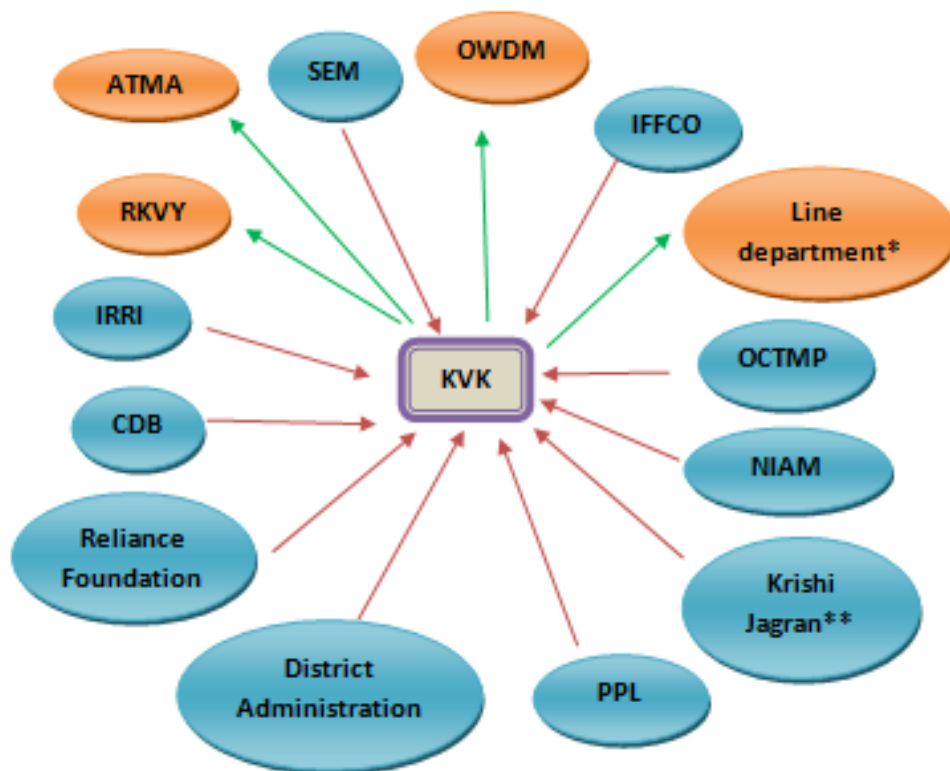 OWDM
SEM
ATMA
IFFCO
RKVY
Line
department*
IRRI
OCTMP
KVK
CDB
NIAM
Reliance
Foundation
Krishi
Jagran**
District
Administration
PPL